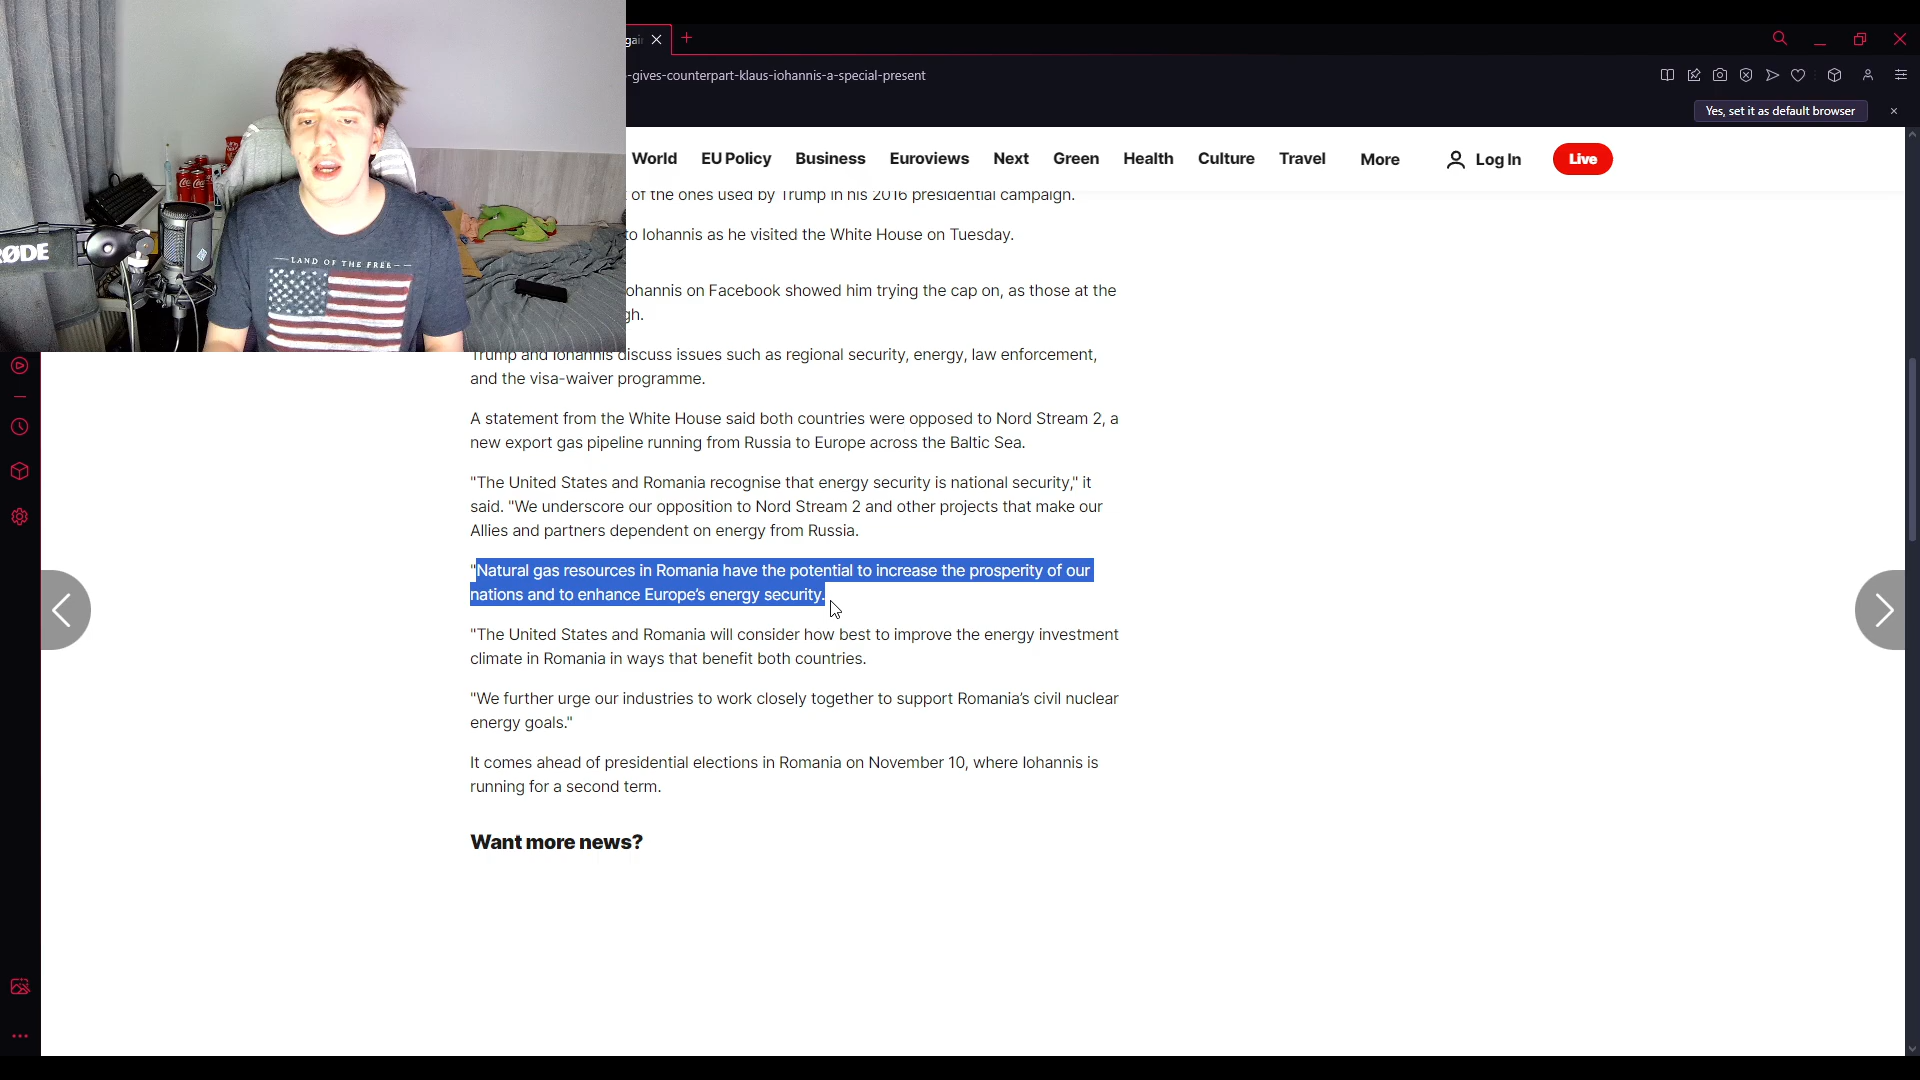 -gives-counterpart-klaus-iohannis-a-special-present
Yes, set it as default browser
World EU Policy Business Euroviews Next Green Health Culture Travel More Log In Live
of the ones used by Trump in his 2016 presidential campaign.
to Iohannis as he visited the White House on Tuesday.
ohannis on Facebook showed him trying the cap on, as those at the
gh.
Trump and Iohannis discuss issues such as regional security, energy, law enforcement,
and the visa-waiver programme.
A statement from the White House said both countries were opposed to Nord Stream 2, a
new export gas pipeline running from Russia to Europe across the Baltic Sea.
"The United States and Romania recognise that energy security is national security," it
said. "We underscore our opposition to Nord Stream 2 and other projects that make our
Allies and partners dependent on energy from Russia.
"Natural gas resources in Romania have the potential to increase the prosperity of our
nations and to enhance Europe's energy security.
"The United States and Romania will consider how best to improve the energy investment
climate in Romania in ways that benefit both countries.
"We further urge our industries to work closely together to support Romania's civil nuclear
energy goals."
It comes ahead of presidential elections in Romania on November 10, where Iohannis is
running for a second term.
Want more news?
RØDE
LAND OF THE FREE